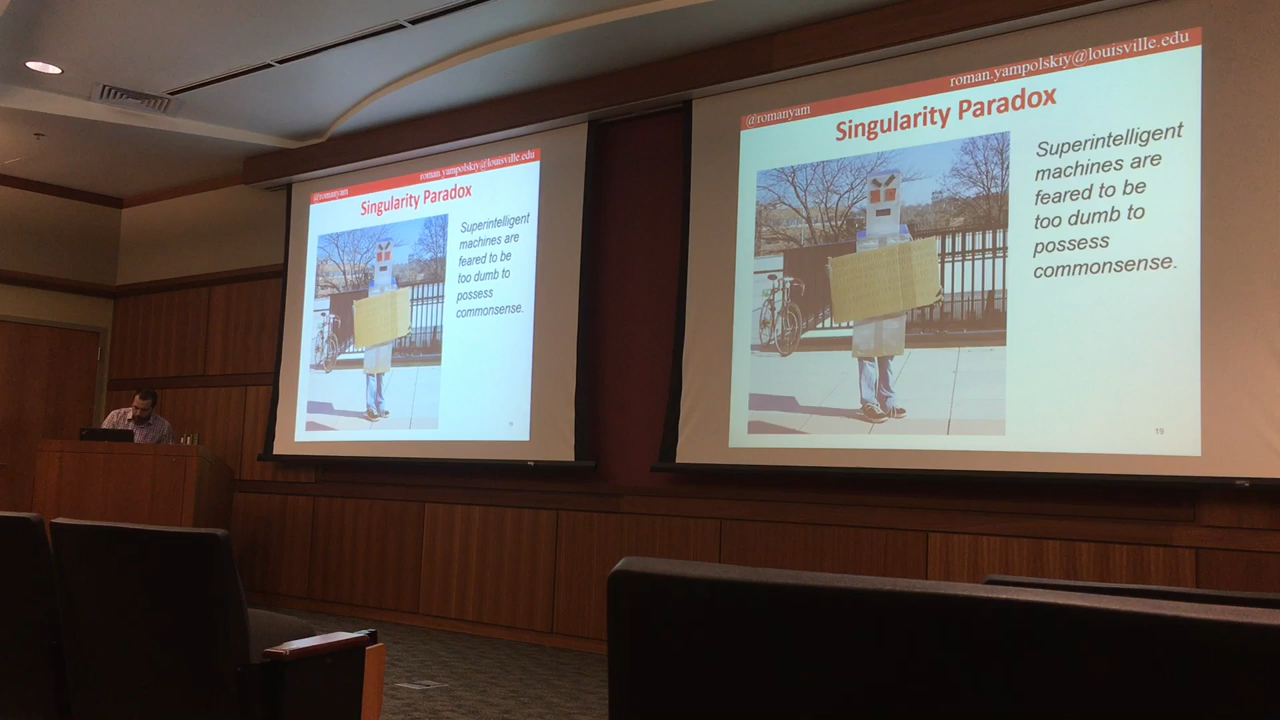 @romanyam
roman.yampolskiy@louisville.edu
Singularity Paradox
Superintelligent
machines are
feared to be
too dumb to
possess
commonsense.
@romanyam
roman.yampolskiy@louisville.edu
Singularity Paradox
Superintelligent
machines are
feared to be
too dumb to
possess
commonsense.
19